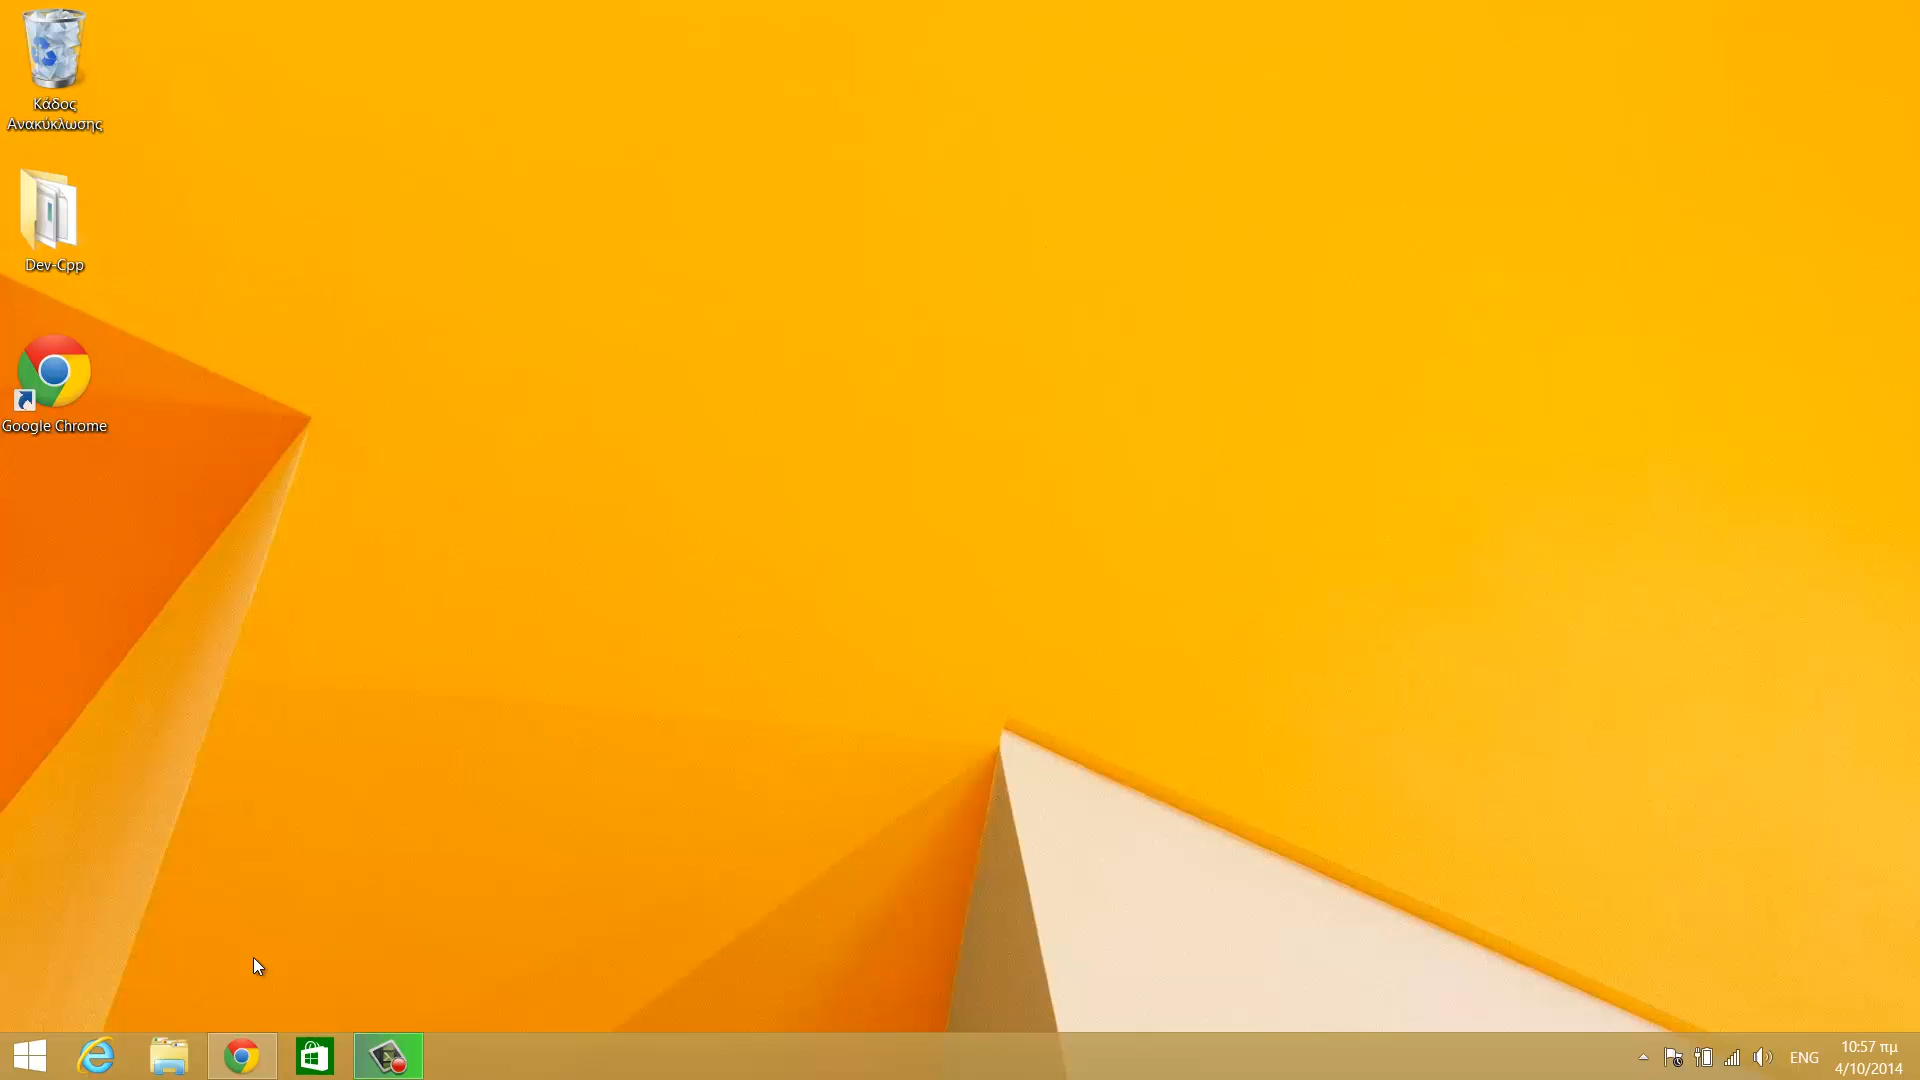 Κάδος
Ανακύκλωσης
Dev-Cpp
Google Chrome
ENG
10:57 πμ
4/10/2014